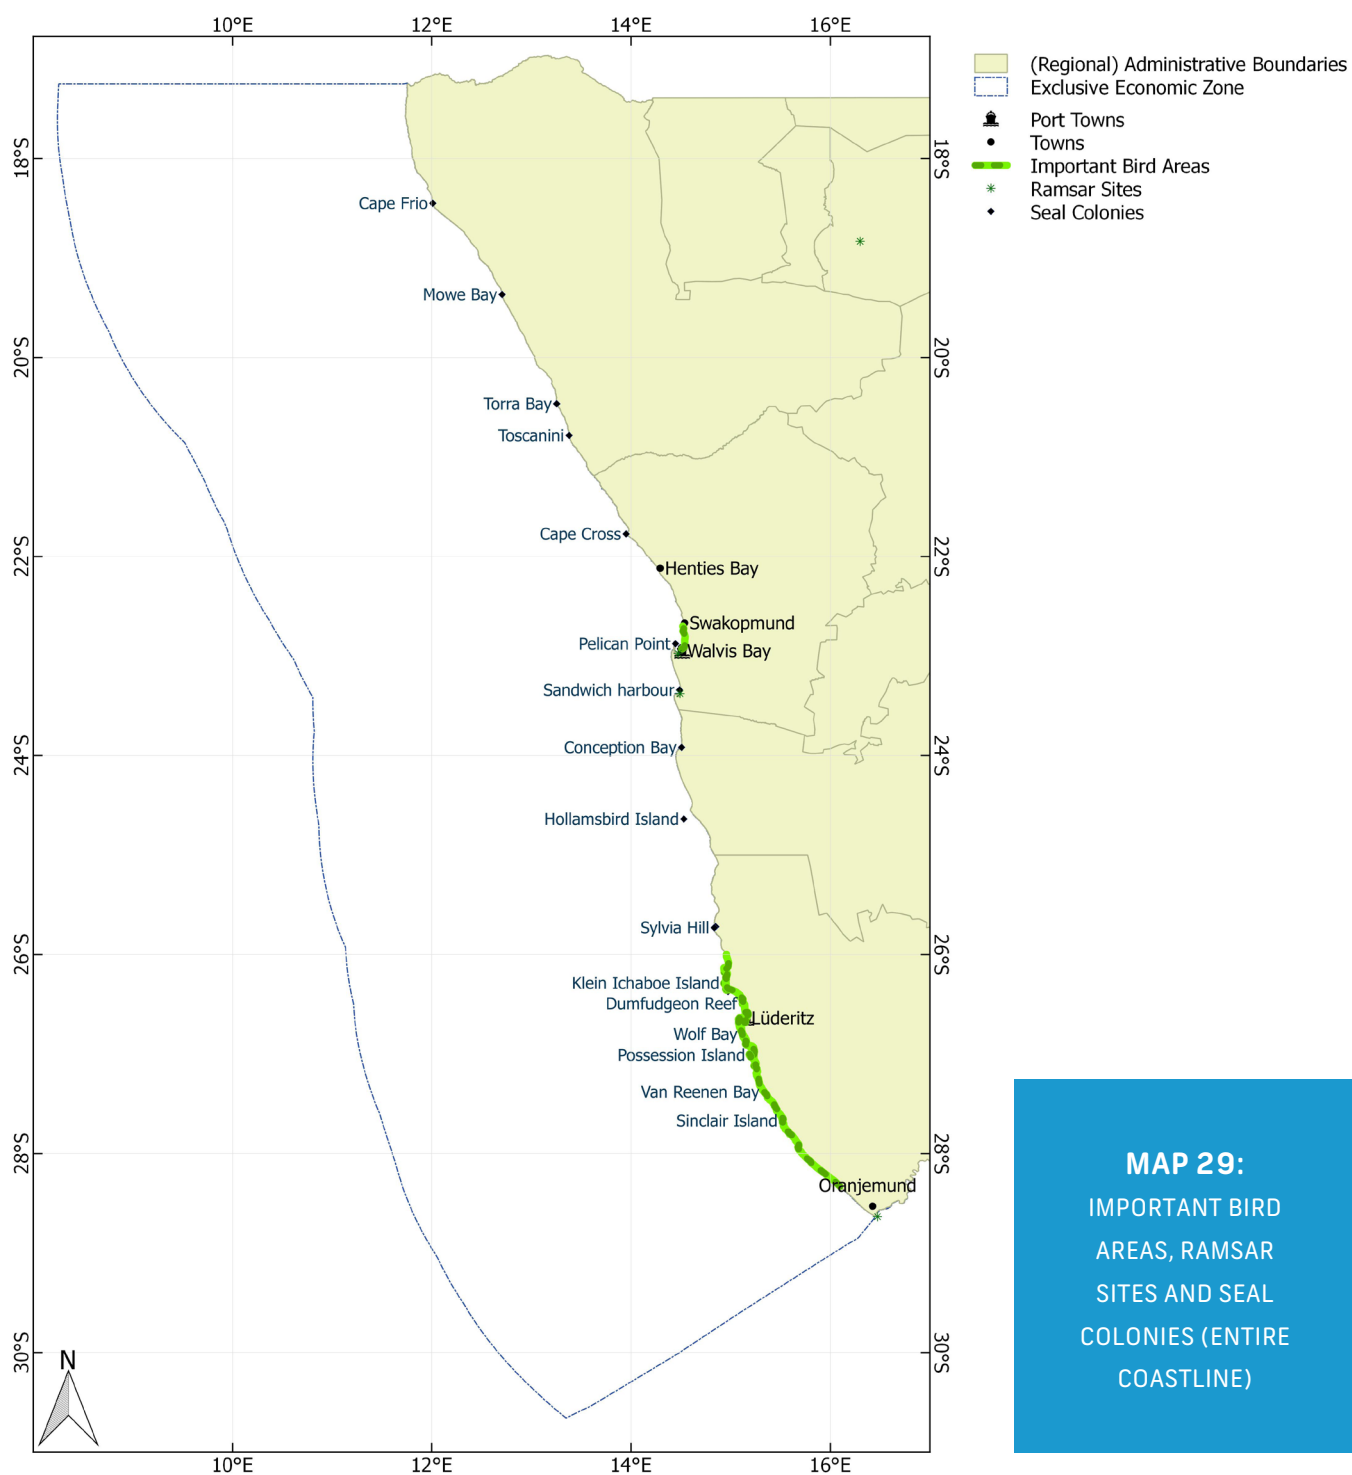 10°E 12°E 14°E 16°E
(Regional) Administrative Boundaries
Exclusive Economic Zone
Port Towns
Towns
Important Bird Areas
Ramsar Sites
Seal Colonies
18°S 18°S
Cape Frio
Mowe Bay
20°S 20°S
Torra Bay
Toscanini
Cape Cross
22°S 22°S
Henties Bay
Swakopmund
Pelican Point
Walvis Bay
Sandwich harbour
Conception Bay
24°S 24°S
Hollamsbird Island
Sylvia Hill
26°S 26°S
Klein Ichaboe Island
Dumfudgeon Reef
Lüderitz
Wolf Bay
Possession Island
Van Reenen Bay
Sinclair Island
28°S 28°S
Oranjemund
30°S 30°S
N
10°E 12°E 14°E 16°E
MAP 29:
IMPORTANT BIRD
AREAS, RAMSAR
SITES AND SEAL
COLONIES (ENTIRE
COASTLINE)